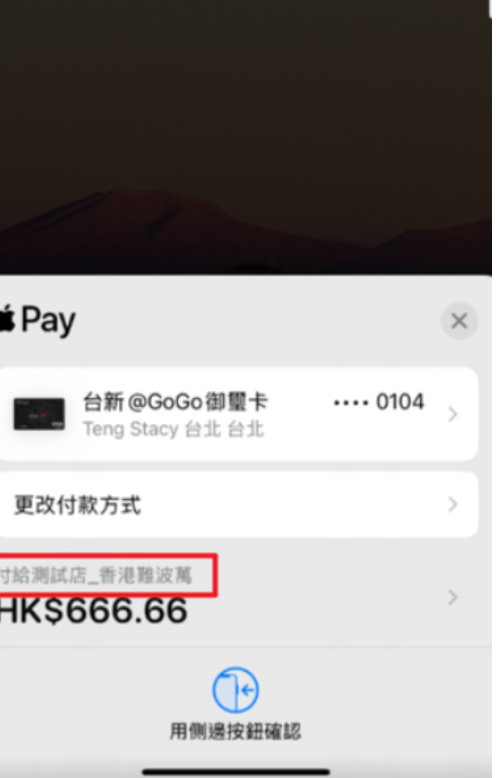 Pay
台新@GoGo御璽卡 •••• 0104
Teng Stacy 台北 台北
更改付款方式
付給測試店_香港難波萬
HK$666.66
用側邊按鈕確認